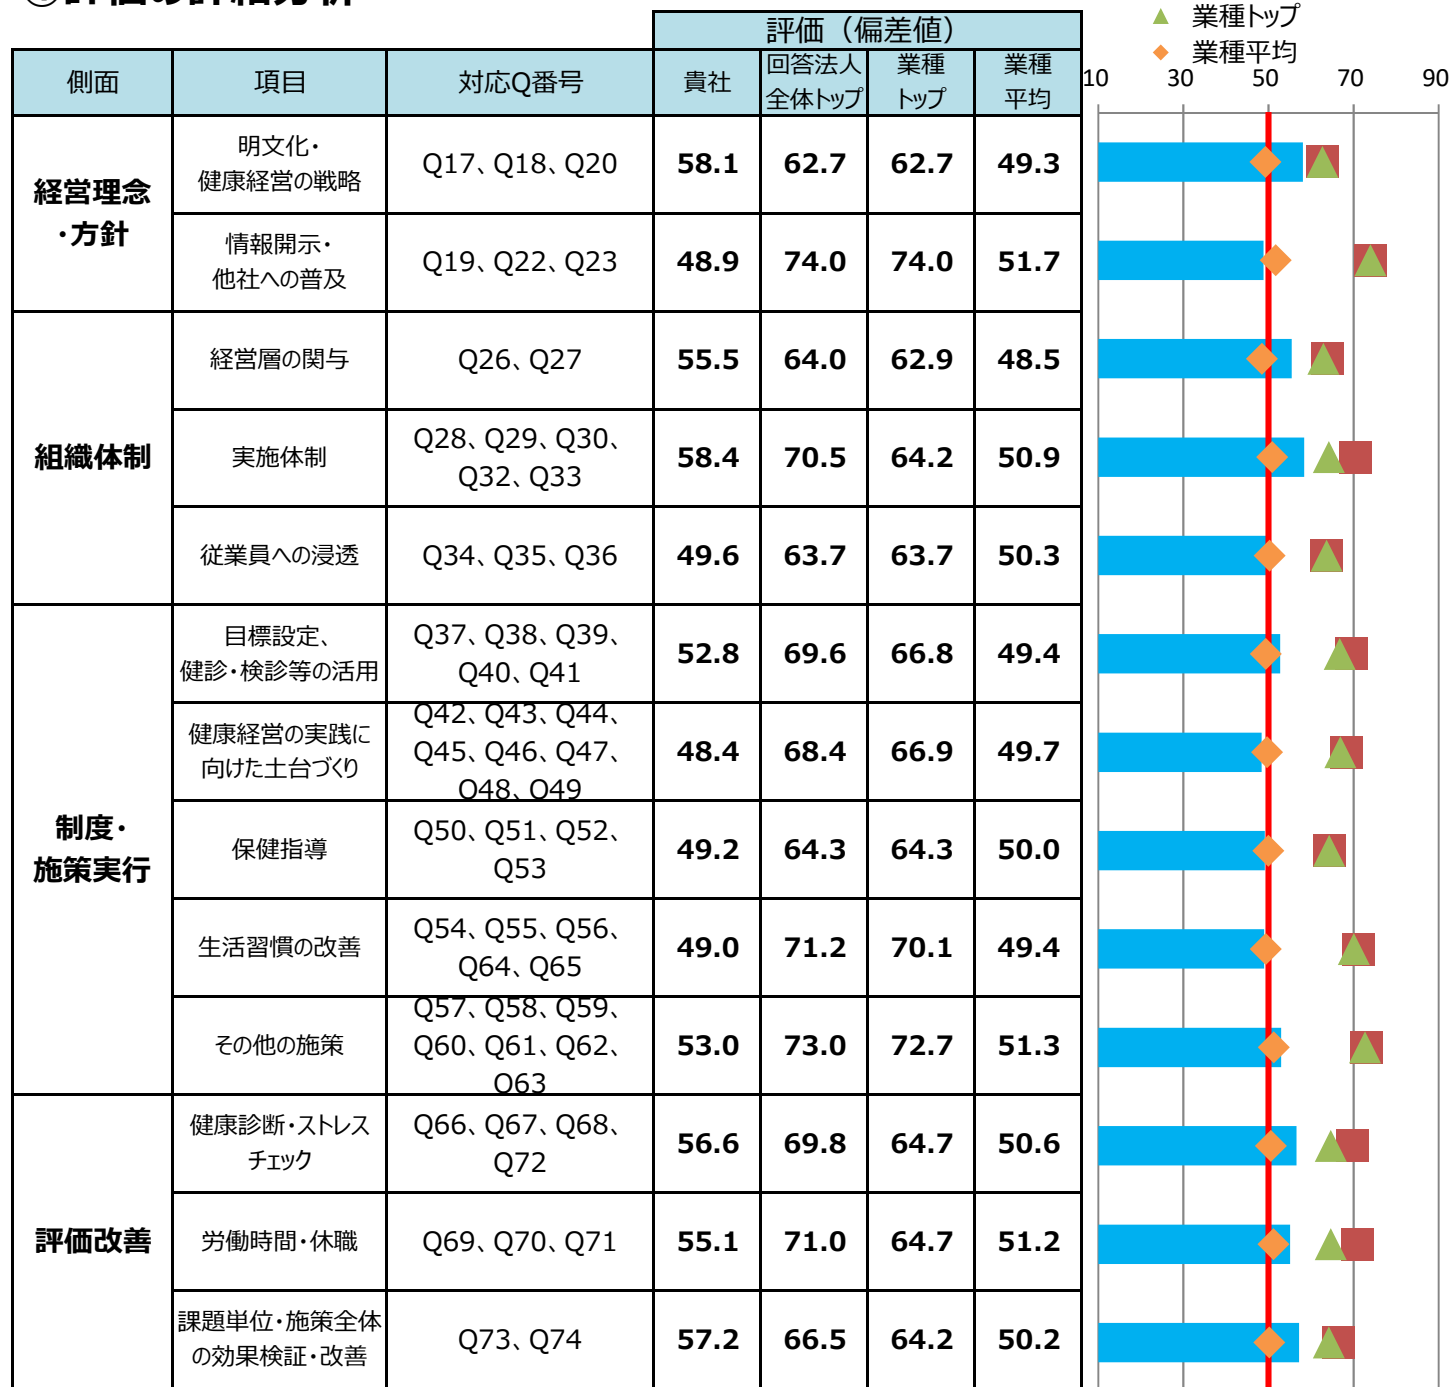 評価（偏差値）
側面 項目 対応Q番号 貴社 回答法人 業種 業種
全体トップ トップ 平均
▲ 業種トップ
◆ 業種平均
10 30 50 70 90
経営理念
・方針
明文化・
健康経営の戦略
Q17、Q18、Q20
58.1 62.7 62.7 49.3
情報開示・
他社への普及
Q19、Q22、Q23
48.9 74.0 74.0 51.7
組織体制
経営層の関与
Q26、Q27
55.5 64.0 62.9 48.5
実施体制
Q28、Q29、Q30、
Q32、Q33
58.4 70.5 64.2 50.9
従業員への浸透
Q34、Q35、Q36
49.6 63.7 63.7 50.3
制度・
施策実行
目標設定、
健診・検診等の活用
Q37、Q38、Q39、
Q40、Q41
52.8 69.6 66.8 49.4
健康経営の実践に
向けた土台づくり
Q42、Q43、Q44、
Q45、Q46、Q47、
Q48、Q49
48.4 68.4 66.9 49.7
保健指導
Q50、Q51、Q52、
Q53
49.2 64.3 64.3 50.0
生活習慣の改善
Q54、Q55、Q56、
Q64、Q65
49.0 71.2 70.1 49.4
その他の施策
Q57、Q58、Q59、
Q60、Q61、Q62、
Q63
53.0 73.0 72.7 51.3
評価改善
健康診断・ストレス
チェック
Q66、Q67、Q68、
Q72
56.6 69.8 64.7 50.6
労働時間・休職
Q69、Q70、Q71
55.1 71.0 64.7 51.2
課題単位・施策全体
の効果検証・改善
Q73、Q74
57.2 66.5 64.2 50.2